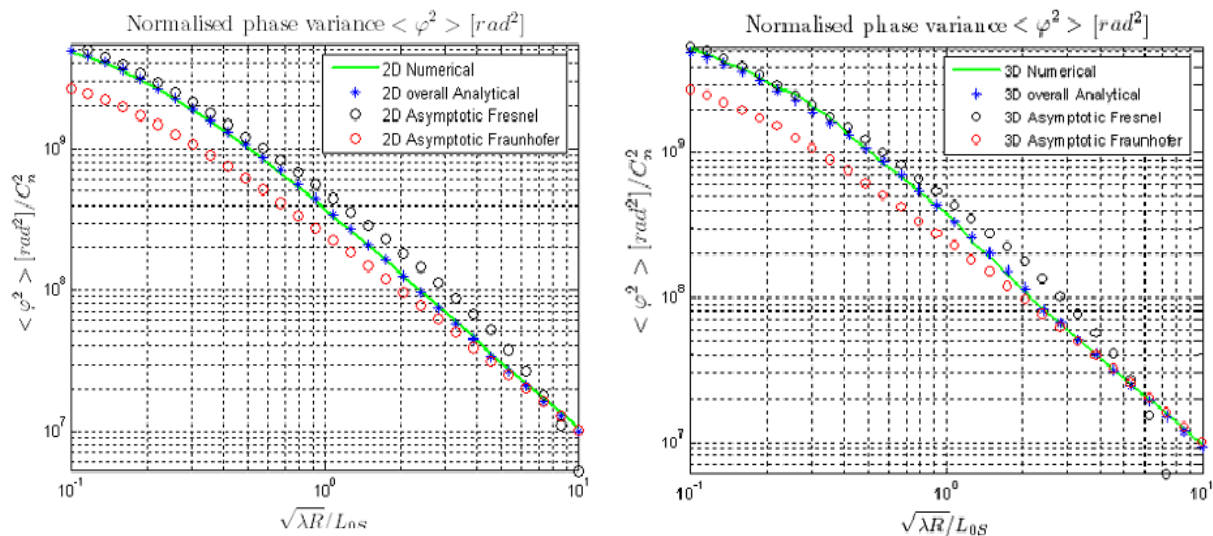 Normalised phase variance < φ² > [rad²]
2D Numerical
2D overall Analytical
2D Asymptotic Fresnel
2D Asymptotic Fraunhofer
< φ² > [rad²]/C²ₙ
10⁹
10⁸
10⁷
10⁻¹ 10⁰ 10¹
√λR/L₀S
Normalised phase variance < φ² > [rad²]
3D Numerical
3D overall Analytical
3D Asymptotic Fresnel
3D Asymptotic Fraunhofer
< φ² > [rad²]/C²ₙ
10⁹
10⁸
10⁷
10⁻¹ 10⁰ 10¹
√λR/L₀S